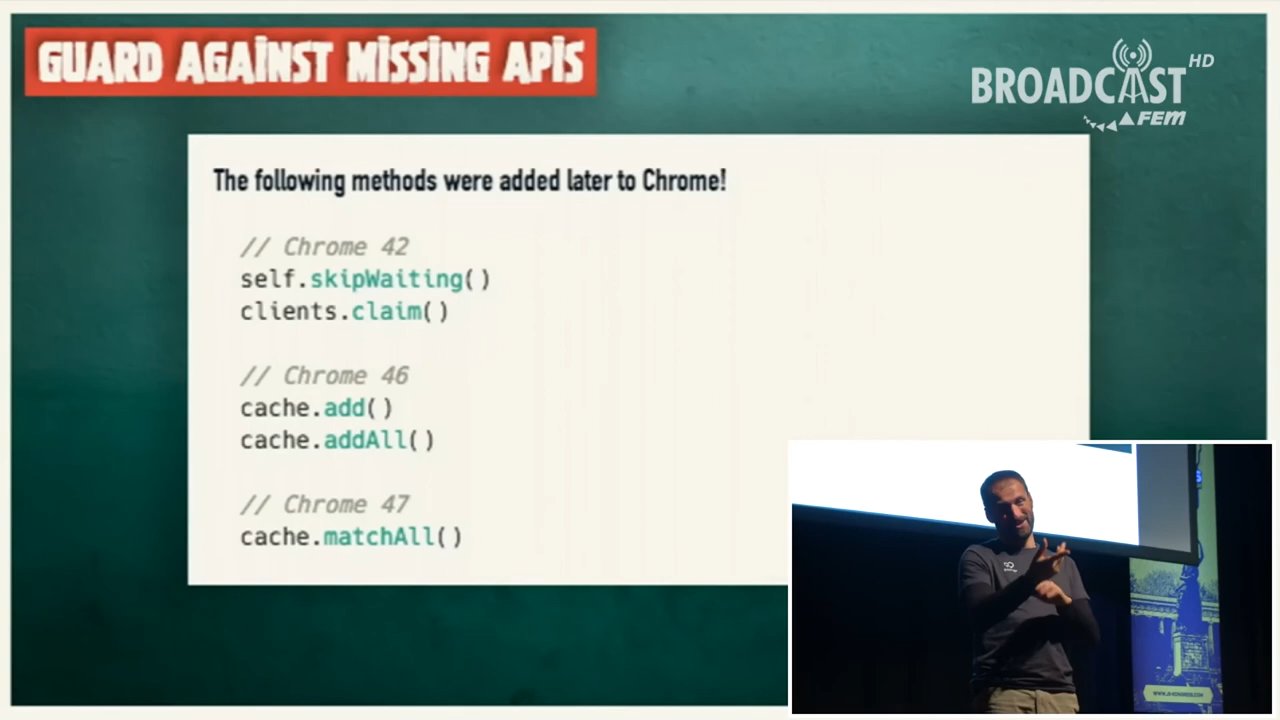 GUARD AGAINST MISSING APIS
BROADCAST HD
FEM
The following methods were added later to Chrome!
// Chrome 42
self.skipWaiting()
clients.claim()
// Chrome 46
cache.add()
cache.addAll()
// Chrome 47
cache.matchAll()